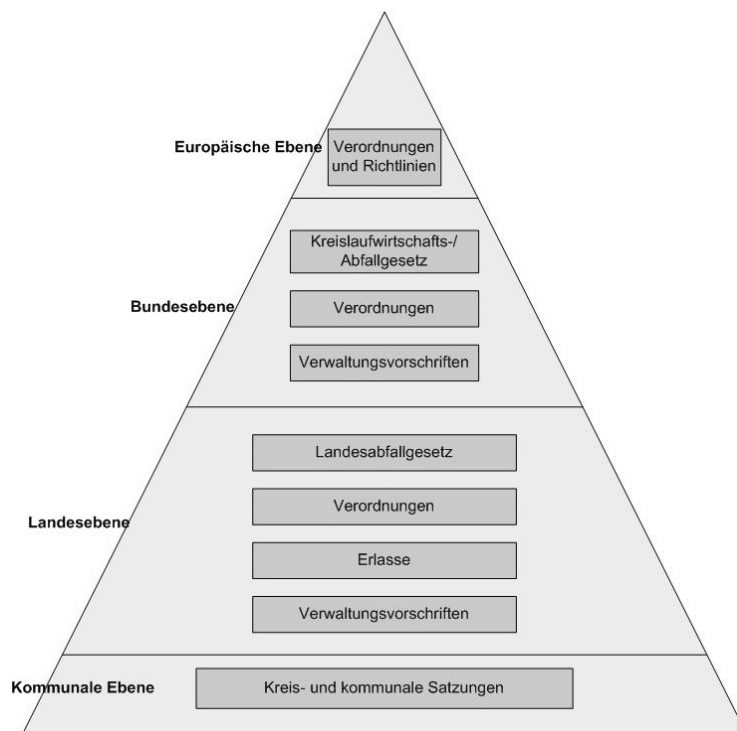 Europäische Ebene
Verordnungen
und Richtlinien
Kreislaufwirtschafts-/
Abfallgesetz
Bundesebene
Verordnungen
Verwaltungsvorschriften
Landesabfallgesetz
Verordnungen
Landesebene
Erlasse
Verwaltungsvorschriften
Kommunale Ebene
Kreis- und kommunale Satzungen